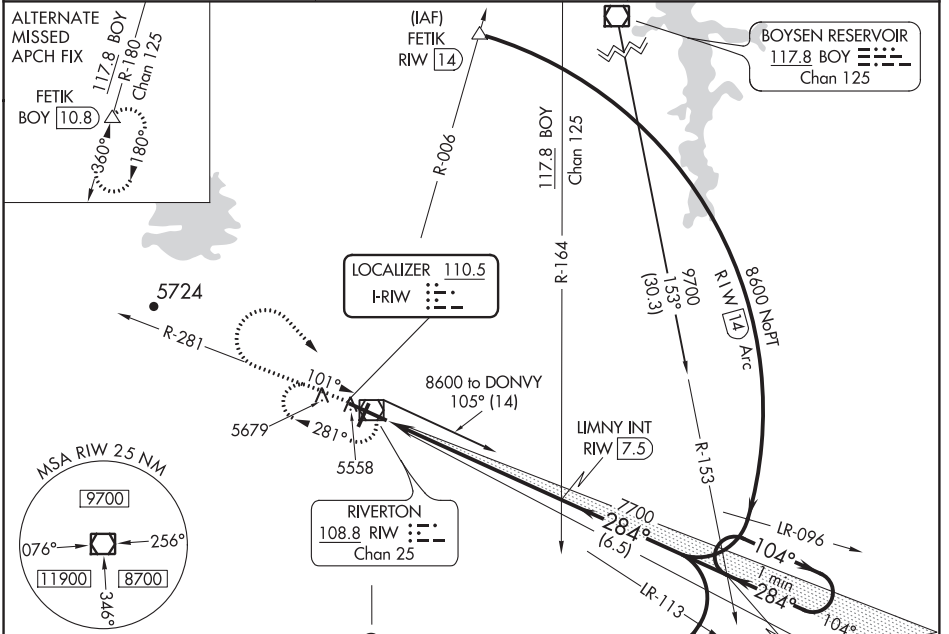 ALTERNATE
MISSED
APCH FIX
117.8 BOY
R-180
Chan 125
FETIK
BOY 10.8
360°
180°
(IAF)
FETIK
RIW 14
R-006
117.8 BOY
Chan 125
R-164
BOYSEN RESERVOIR
117.8 BOY
Chan 125
9700
153°
(30.3)
8600 NoPT
RIW 14 Arc
LOCALIZER 110.5
I-RIW
5724
R-281
101°
8600 to DONVY
105° (14)
5679
281°
5558
LIMNY INT
RIW 7.5
R-153
MSA RIW 25 NM
9700
076°
256°
11900
8700
346°
RIVERTON
108.8 RIW
Chan 25
7700
284°
(6.5)
LR-096
104°
1 min
284°
104°
LR-113